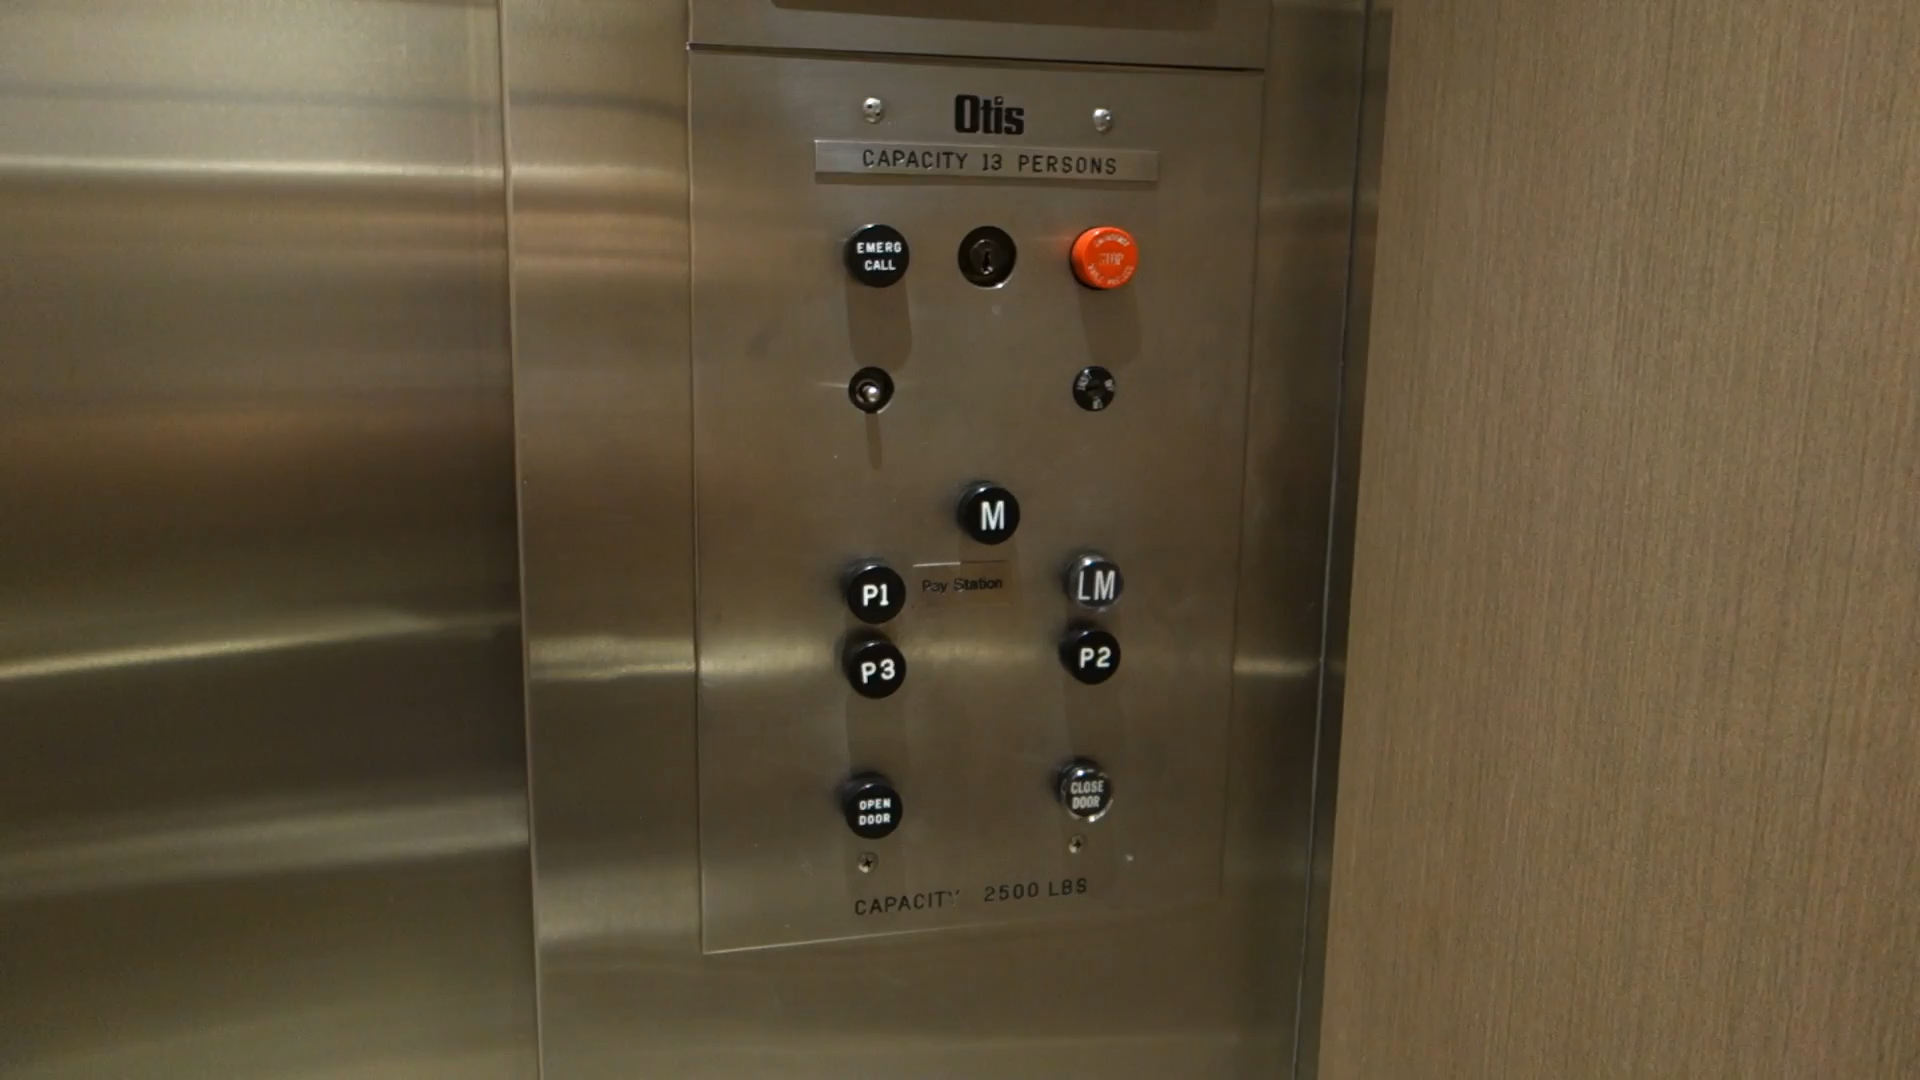 Otis
CAPACITY 13 PERSONS
EMERG
CALL
STOP
M
P1
Pay Station
LM
P3
P2
OPEN
DOOR
CLOSE
DOOR
CAPACITY 2500 LBS